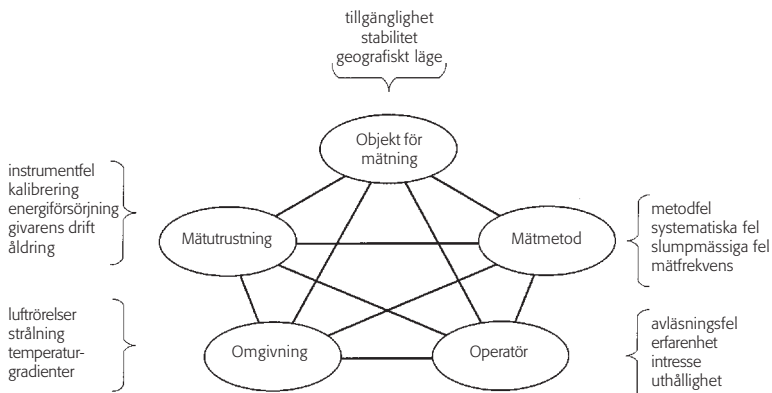 tillgänglighet
stabilitet
geografiskt läge
Objekt för
mätning
instrumentfel
kalibrering
energiförsörjning
givarens drift
åldring
Mätutrustning
Mätmetod
metodfel
systematiska fel
slumpmässiga fel
mätfrekvens
luftrörelser
strålning
temperatur-
gradienter
Omgivning
Operatör
avläsningsfel
erfarenhet
intresse
uthållighet